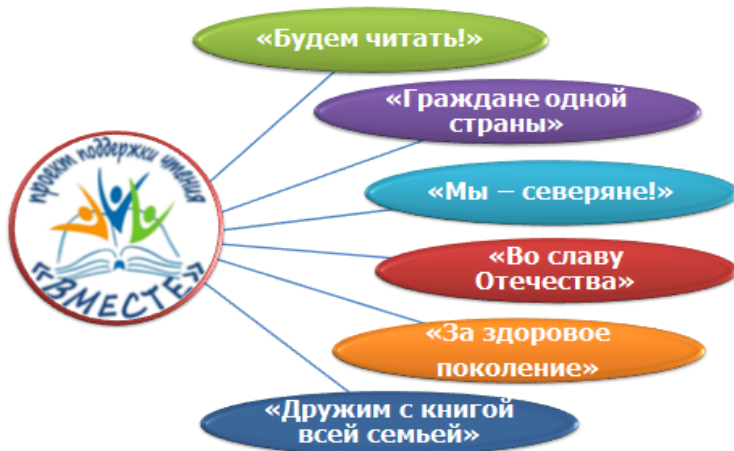 проект поддержки чтения
«ВМЕСТЕ»
«Будем читать!»
«Граждане одной
страны»
«Мы – северяне!»
«Во славу
Отечества»
«За здоровое
поколение»
«Дружим с книгой
всей семьей»